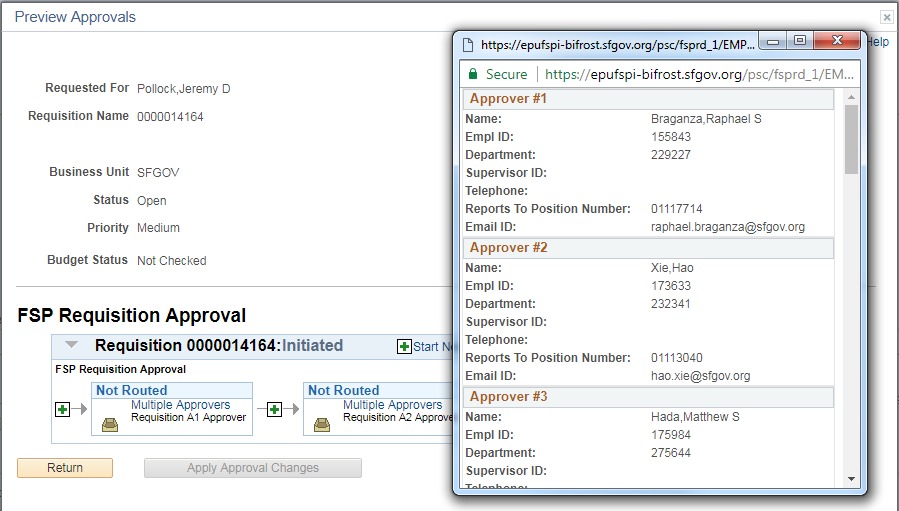 Preview Approvals
Help
Requested For Pollock,Jeremy D
Requisition Name 0000014164
Business Unit SFGOV
Status Open
Priority Medium
Budget Status Not Checked
FSP Requisition Approval
Requisition 0000014164:Initiated
Start Ne
FSP Requisition Approval
Not Routed
Multiple Approvers
Requisition A1 Approver
Not Routed
Multiple Approvers
Requisition A2 Approve
Return
Apply Approval Changes
https://epufspi-bifrost.sfgov.org/psc/fsprd_1/EMP...
Secure https://epufspi-bifrost.sfgov.org/psc/fsprd_1/EM...
Approver #1
Name: Braganza,Raphael S
Empl ID: 155843
Department: 229227
Supervisor ID:
Telephone:
Reports To Position Number: 01117714
Email ID: raphael.braganza@sfgov.org
Approver #2
Name: Xie,Hao
Empl ID: 173633
Department: 232341
Supervisor ID:
Telephone:
Reports To Position Number: 01113040
Email ID: hao.xie@sfgov.org
Approver #3
Name: Hada,Matthew S
Empl ID: 175984
Department: 275644
Supervisor ID:
Telephone: